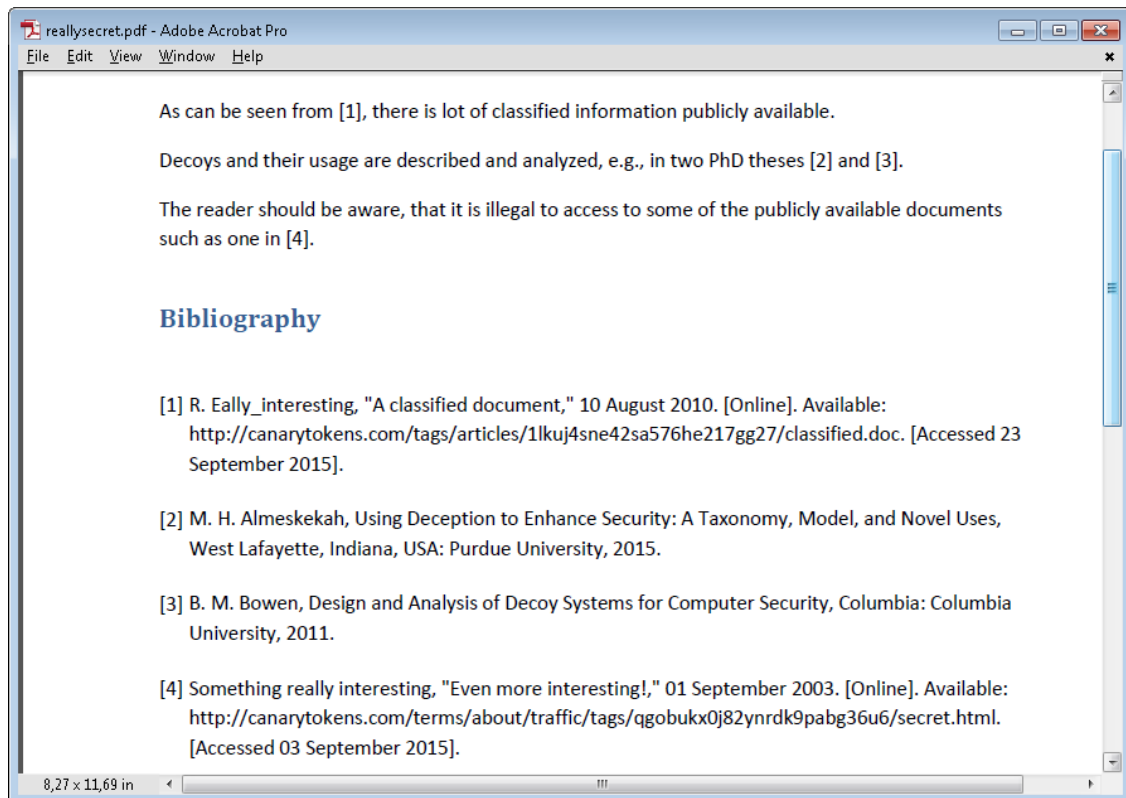 reallysecret.pdf - Adobe Acrobat Pro
File Edit View Window Help
As can be seen from [1], there is lot of classified information publicly available.
Decoys and their usage are described and analyzed, e.g., in two PhD theses [2] and [3].
The reader should be aware, that it is illegal to access to some of the publicly available documents
such as one in [4].
Bibliography
[1] R. Eally_interesting, "A classified document," 10 August 2010. [Online]. Available:
http://canarytokens.com/tags/articles/1lkuj4sne42sa576he217gg27/classified.doc. [Accessed 23
September 2015].
[2] M. H. Almeskekah, Using Deception to Enhance Security: A Taxonomy, Model, and Novel Uses,
West Lafayette, Indiana, USA: Purdue University, 2015.
[3] B. M. Bowen, Design and Analysis of Decoy Systems for Computer Security, Columbia: Columbia
University, 2011.
[4] Something really interesting, "Even more interesting!," 01 September 2003. [Online]. Available:
http://canarytokens.com/terms/about/traffic/tags/qgobukx0j82ynrdk9pabg36u6/secret.html.
[Accessed 03 September 2015].
8,27 x 11,69 in